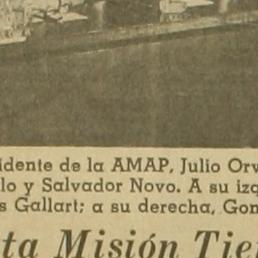 idente de la AMAP, Julio Orv
lo y Salvador Novo. A su izq
s Gallart; a su derecha, Gon
ta Misión Tie